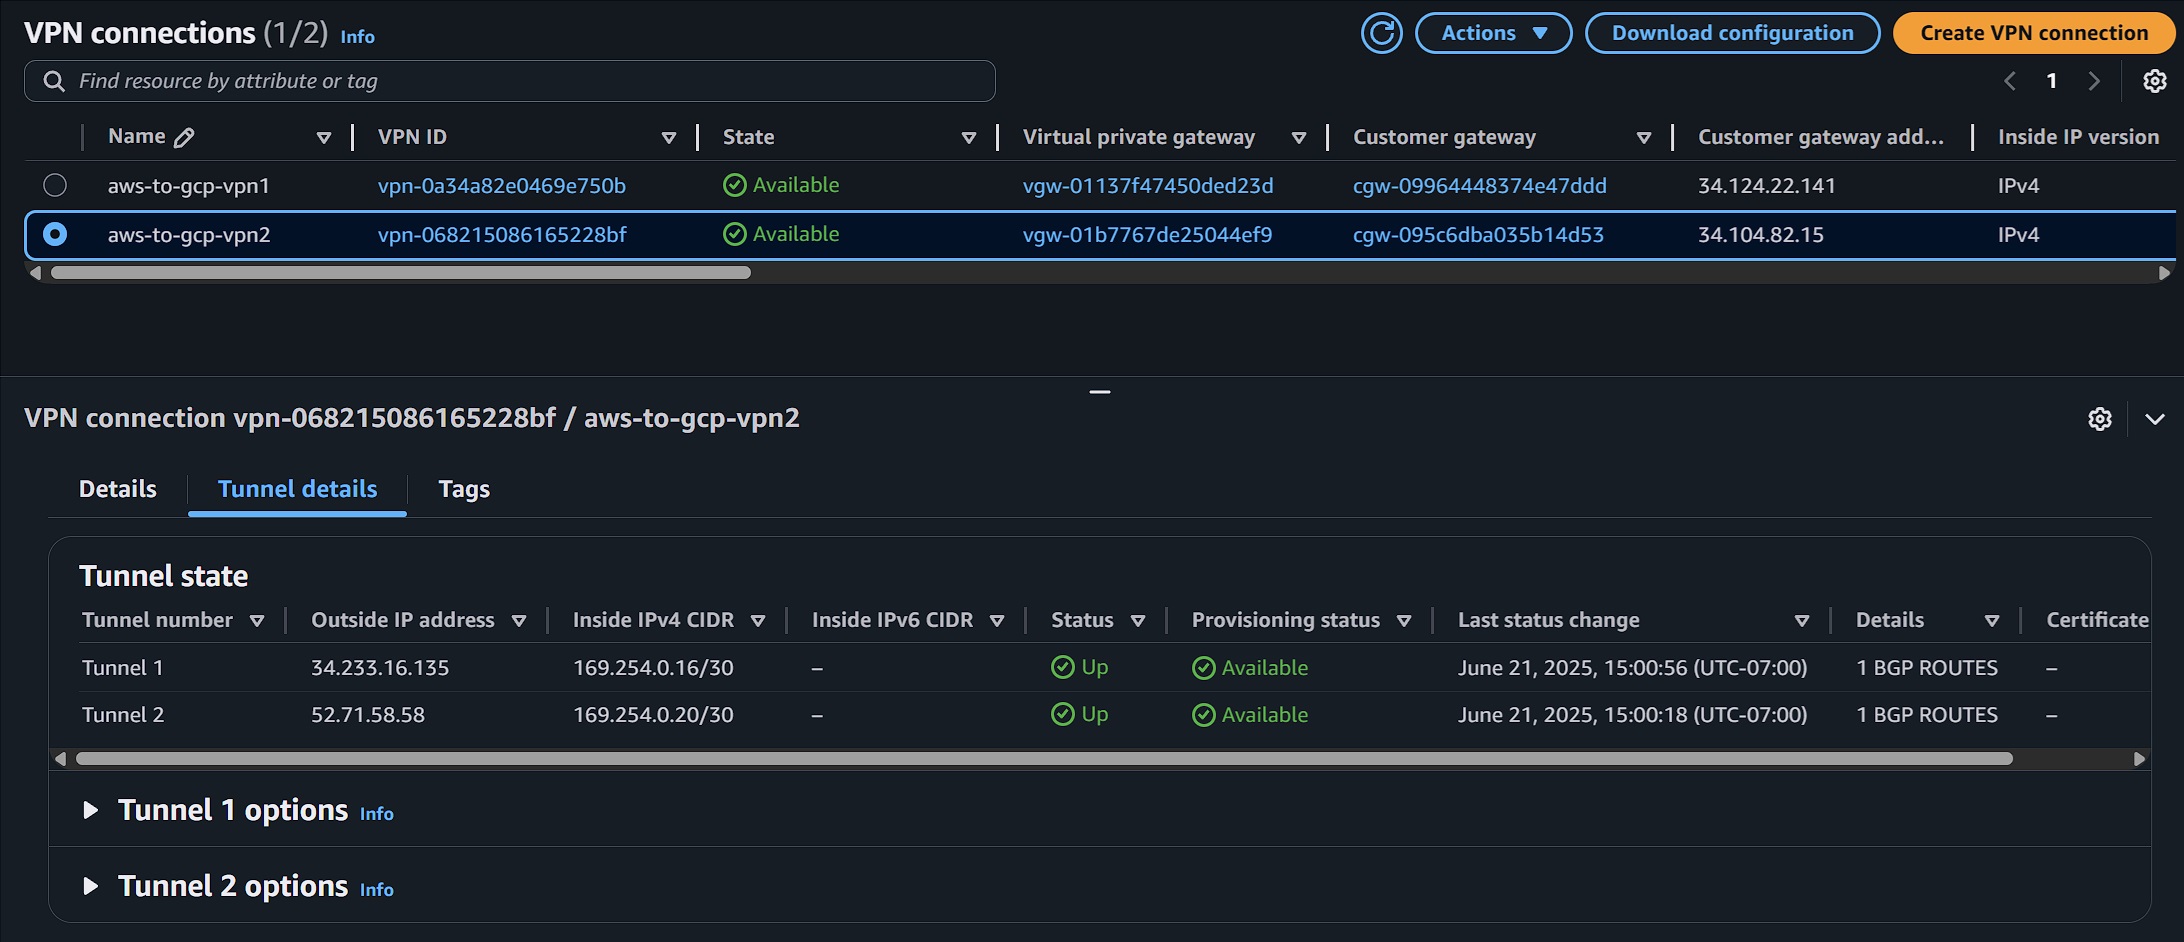 VPN connections (1/2) Info Actions Download configuration Create VPN connection
Find resource by attribute or tag 1
Name VPN ID State Virtual private gateway Customer gateway Customer gateway add... Inside IP version
aws-to-gcp-vpn1 vpn-0a34a82e0469e750b Available vgw-01137f47450ded23d cgw-09964448374e47ddd 34.124.22.141 IPv4
aws-to-gcp-vpn2 vpn-068215086165228bf Available vgw-01b7767de25044ef9 cgw-095c6dba035b14d53 34.104.82.15 IPv4
VPN connection vpn-068215086165228bf / aws-to-gcp-vpn2
Details Tunnel details Tags
Tunnel state
Tunnel number Outside IP address Inside IPv4 CIDR Inside IPv6 CIDR Status Provisioning status Last status change Details Certificate
Tunnel 1 34.233.16.135 169.254.0.16/30 – Up Available June 21, 2025, 15:00:56 (UTC-07:00) 1 BGP ROUTES –
Tunnel 2 52.71.58.58 169.254.0.20/30 – Up Available June 21, 2025, 15:00:18 (UTC-07:00) 1 BGP ROUTES –
Tunnel 1 options Info
Tunnel 2 options Info